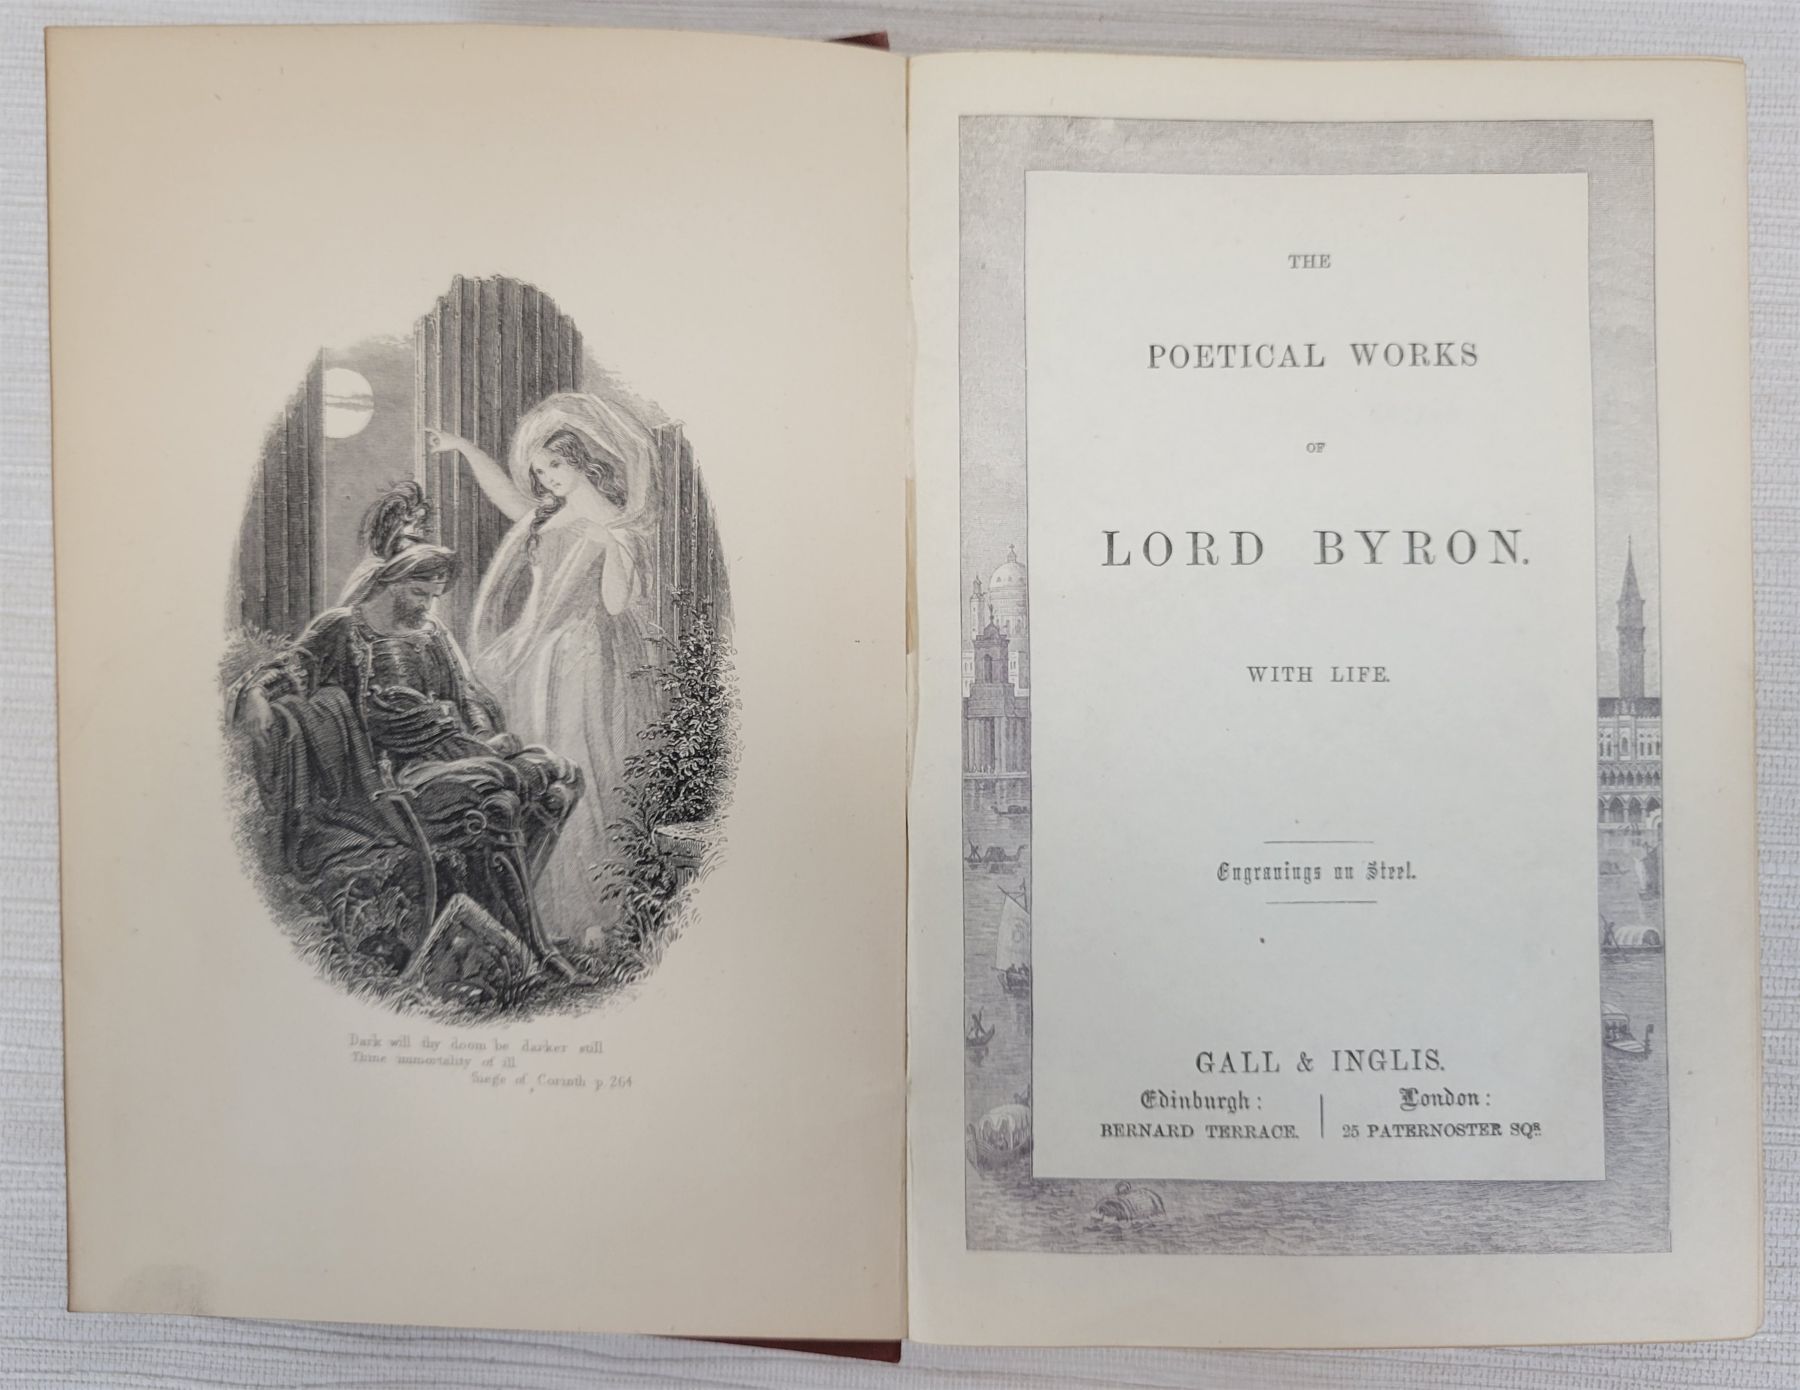 Dark will thy doom be darker still
Thine immortality of ill
Siege of Corinth p. 264
THE
POETICAL WORKS
OF
LORD BYRON.
WITH LIFE.
Engravings on Steel.
GALL & INGLIS.
Edinburgh:
BERNARD TERRACE.
London:
25 PATERNOSTER SQR.